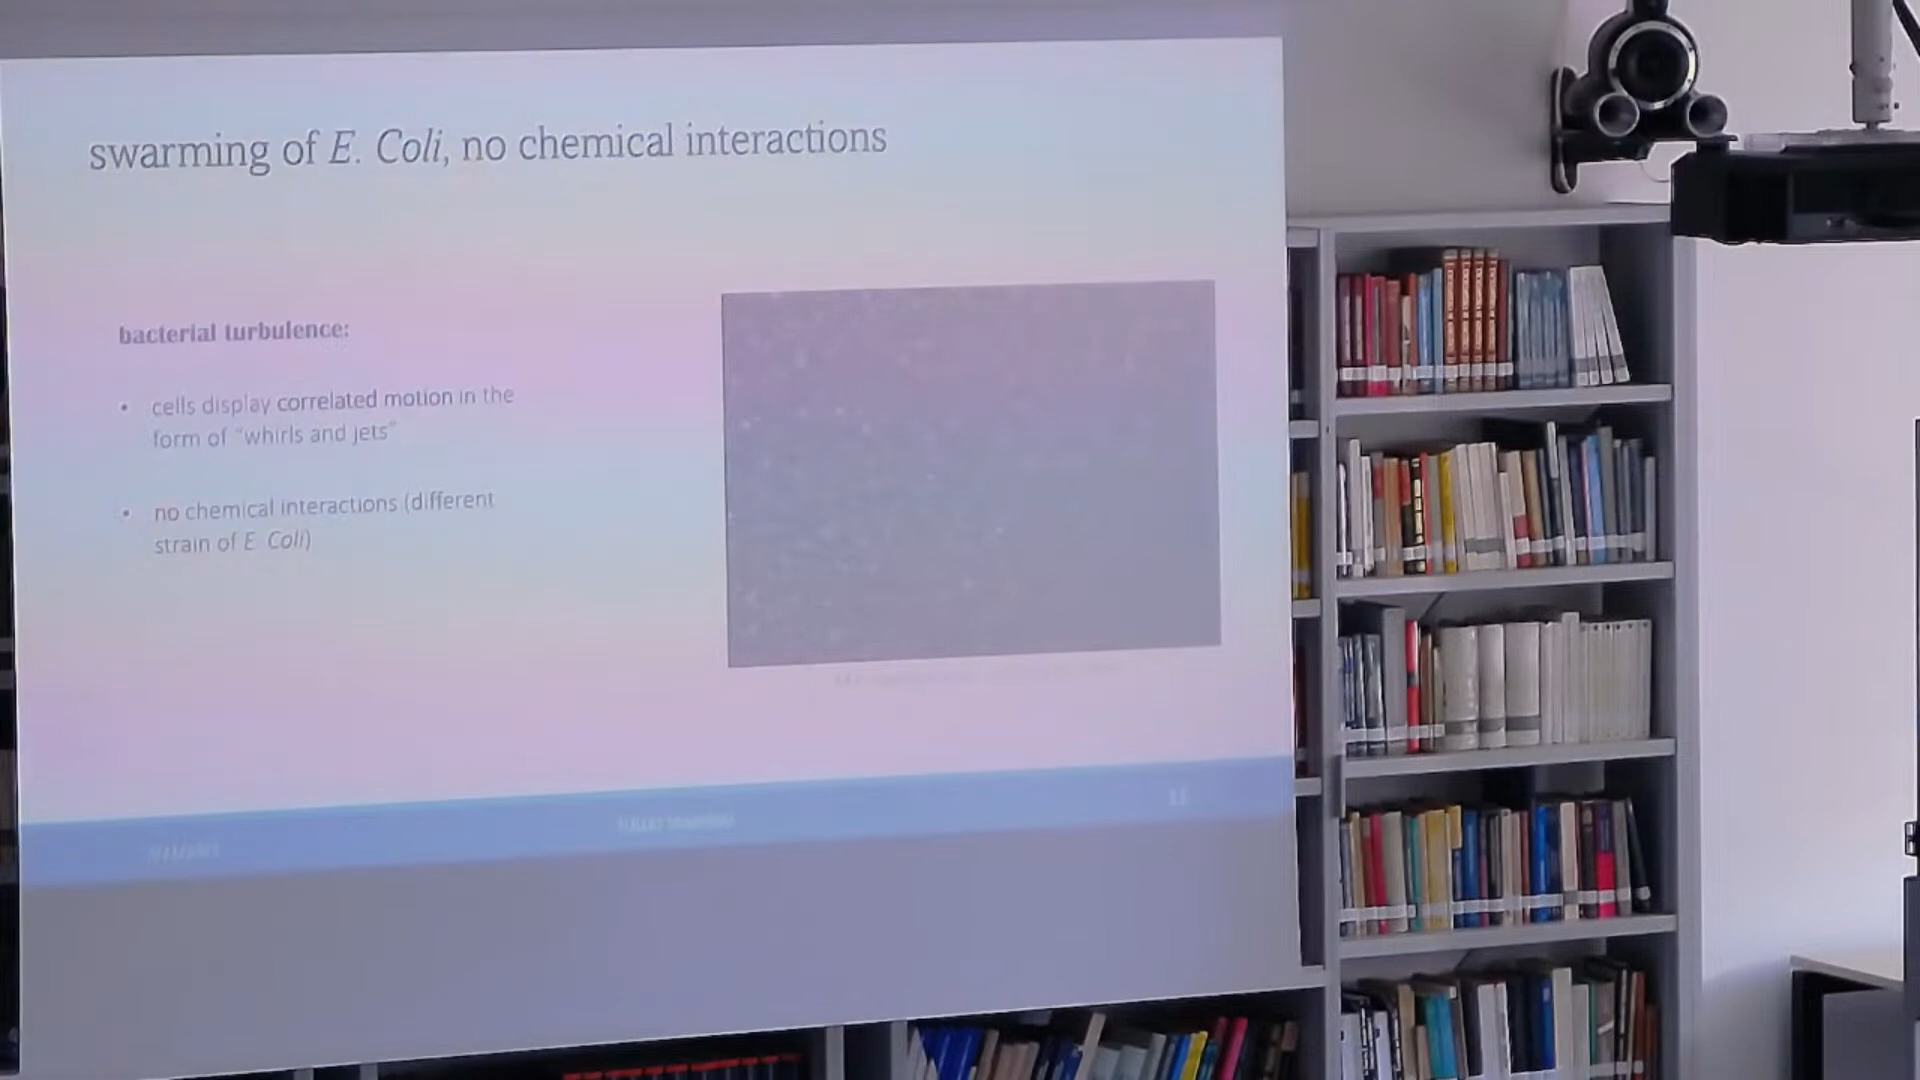 swarming of E. Coli, no chemical interactions
bacterial turbulence:
• cells display correlated motion in the
form of “whirls and jets”
• no chemical interactions (different
strain of E. Coli)